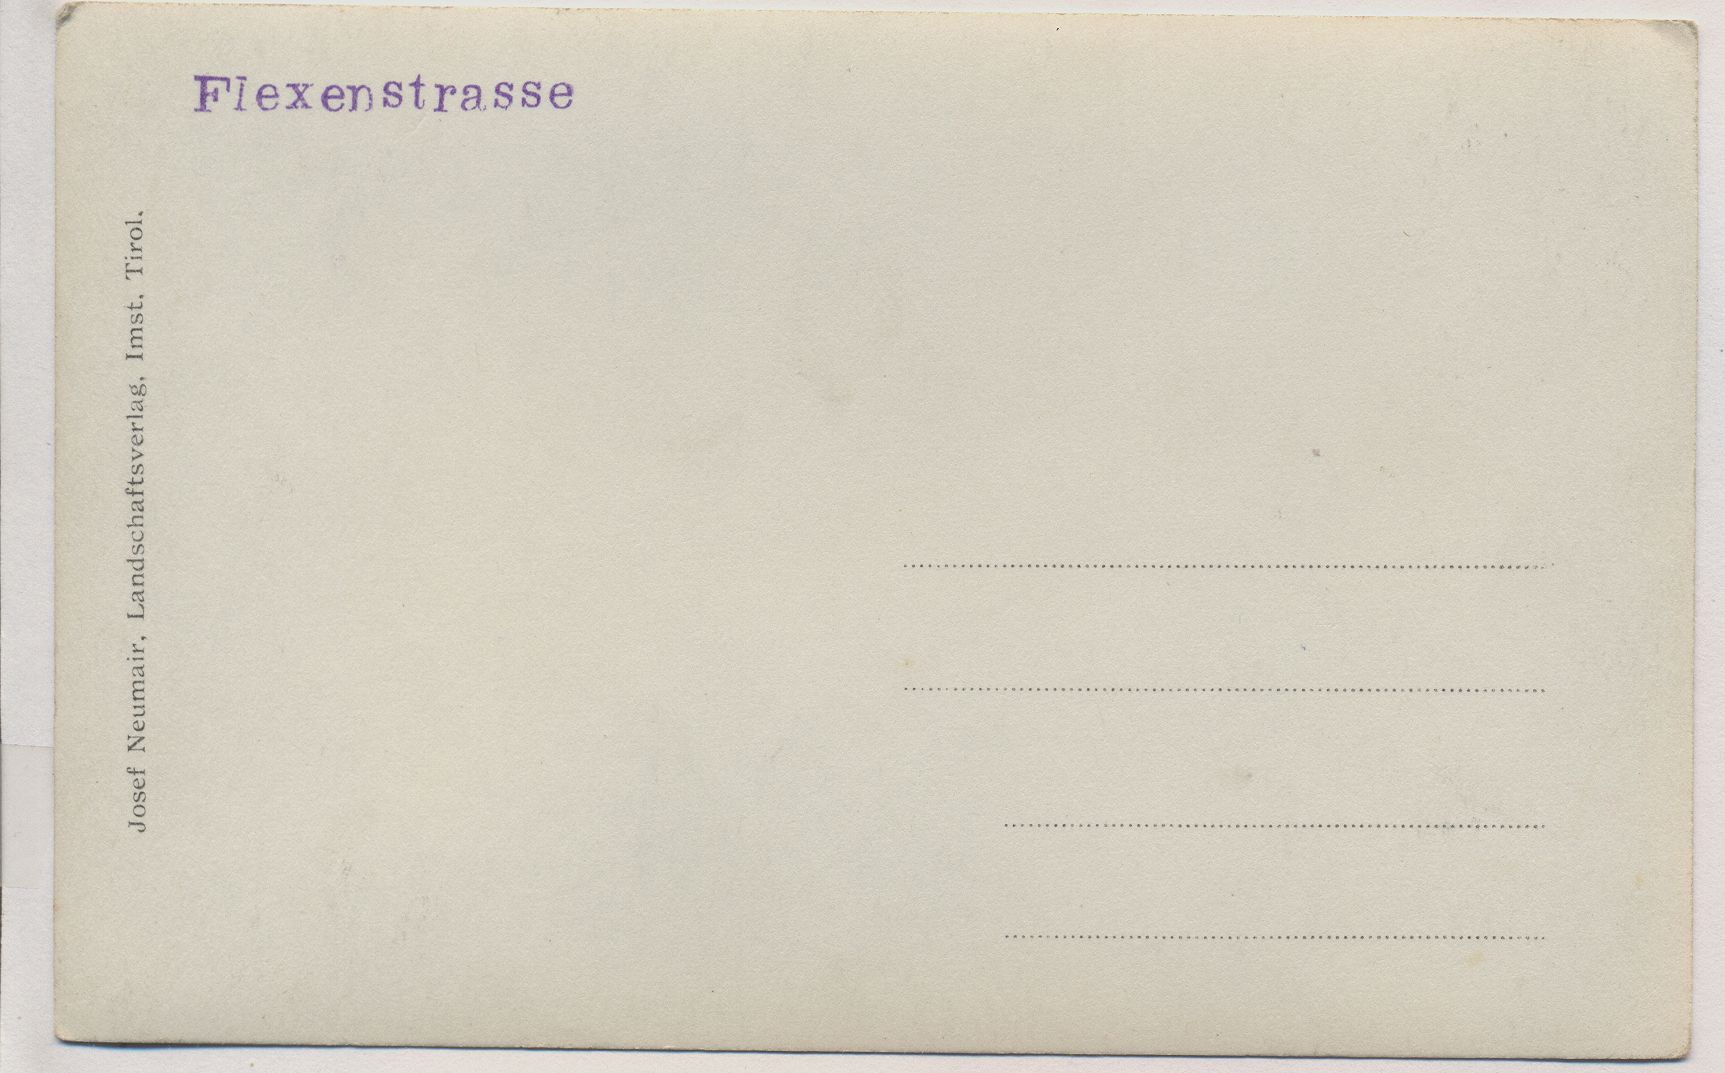 Flexenstrasse
Josef Neumair, Landschaftsverlag, Imst, Tirol.